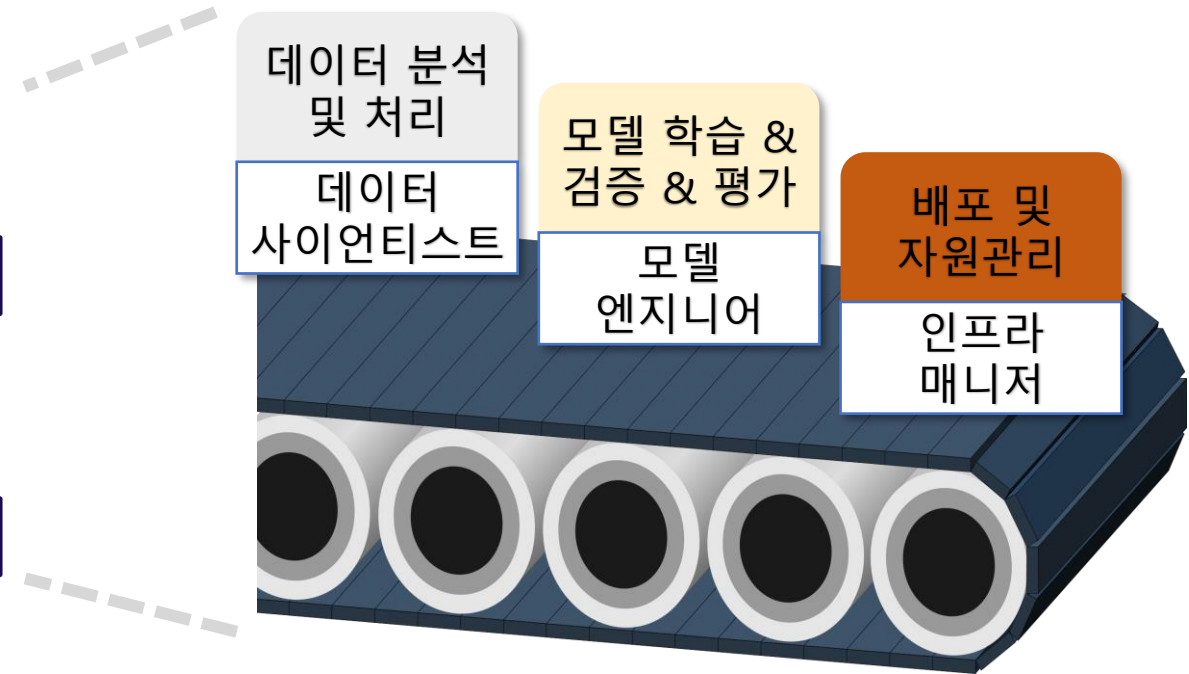 데이터 분석
및 처리
데이터
사이언티스트
모델 학습 &
검증 & 평가
모델
엔지니어
배포 및
자원관리
인프라
매니저